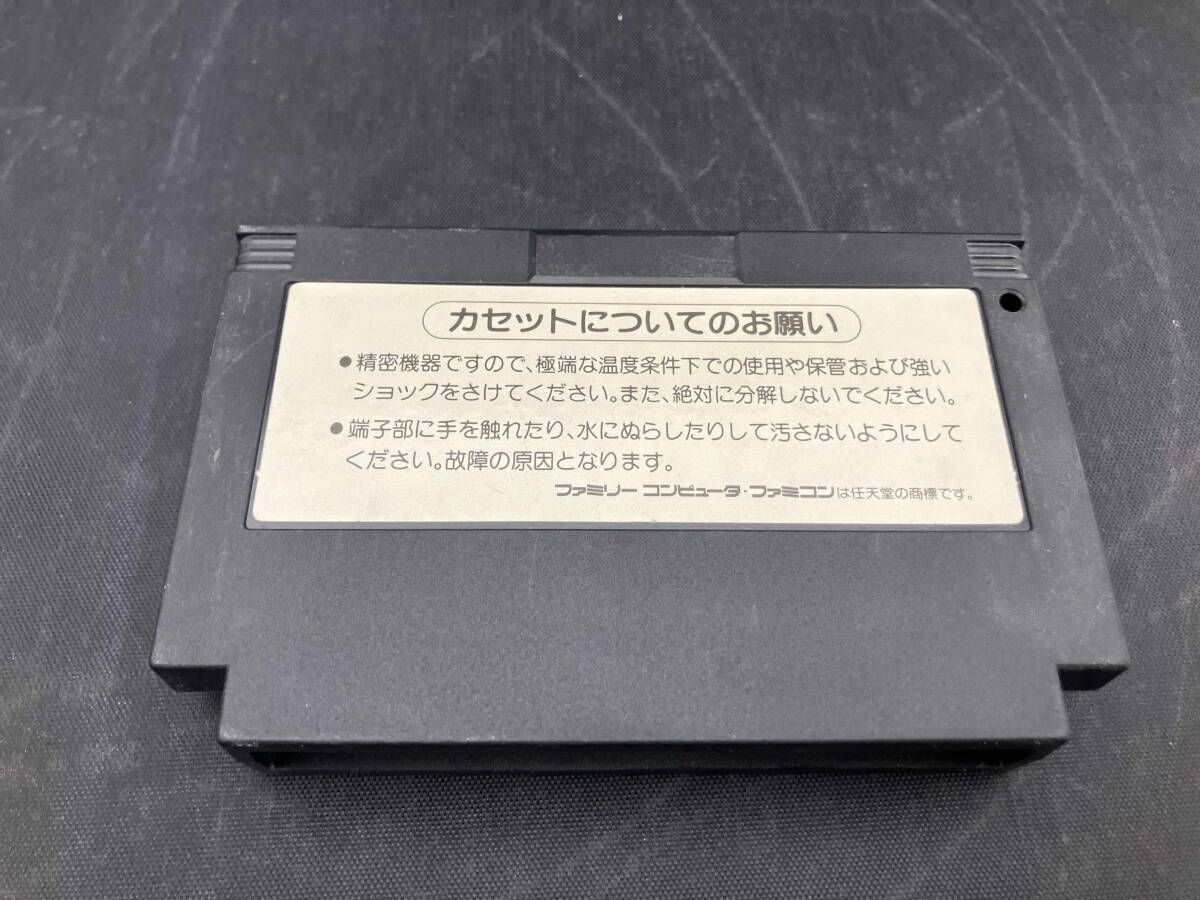 カセットについてのお願い
●精密機器ですので、極端な温度条件下での使用や保管および強い
ショックをさけてください。また、絶対に分解しないでください。
●端子部に手を触れたり、水にぬらしたりして汚さないようにして
ください。故障の原因となります。
ファミリーコンピュータ・ファミコンは任天堂の商標です。